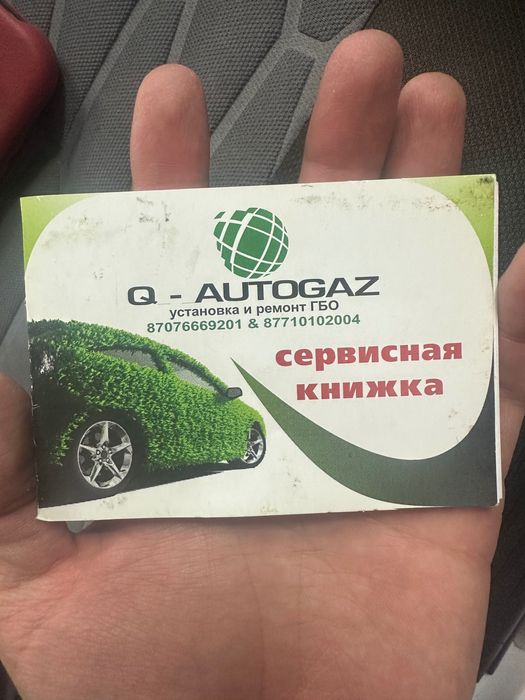 Q - AUTOGAZ
установка и ремонт ГБО
87076669201 & 87710102004
сервисная
книжка